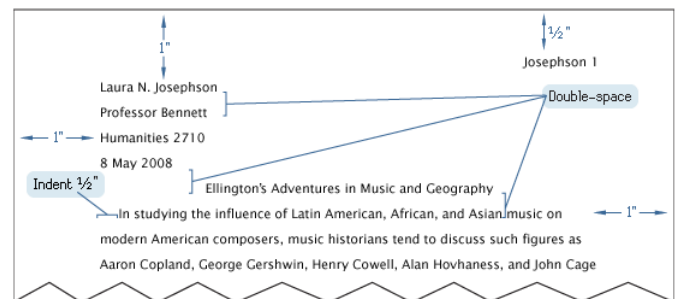 ½"
1"
Josephson 1
Laura N. Josephson
Double-space
Professor Bennett
1" Humanities 2710
8 May 2008
Indent ½"
Ellington's Adventures in Music and Geography
In studying the influence of Latin American, African, and Asian music on
1"
modern American composers, music historians tend to discuss such figures as
Aaron Copland, George Gershwin, Henry Cowell, Alan Hovhaness, and John Cage